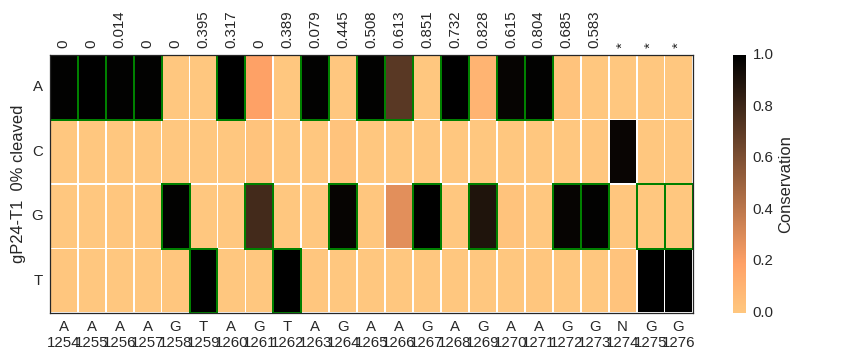 0 0 0.014 0 0 0.395 0.317 0 0.389 0.079 0.445 0.508 0.613 0.851 0.732 0.828 0.615 0.804 0.685 0.583 * * *
gP24-T1 0% cleaved
A
C
G
T
A A A A G T A G T A G A A G A G A A G G N G G
1254 1255 1256 1257 1258 1259 1260 1261 1262 1263 1264 1265 1266 1267 1268 1269 1270 1271 1272 1273 1274 1275 1276
1.0
0.8
0.6
0.4
0.2
0.0
Conservation